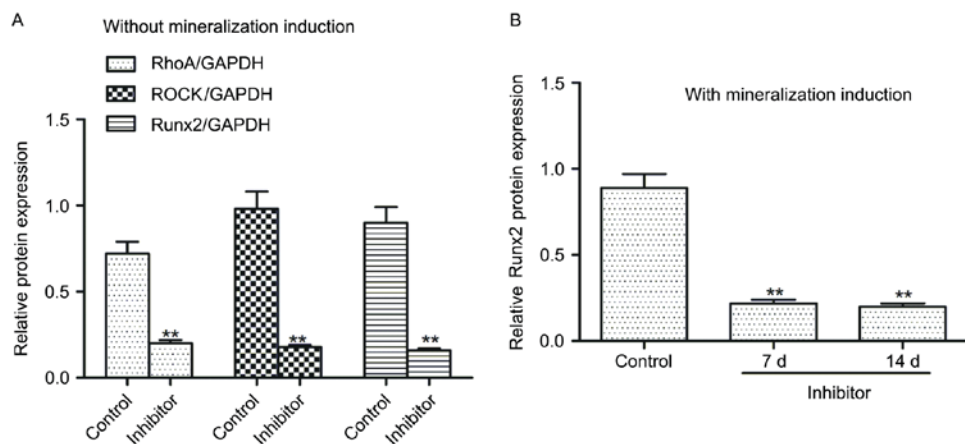 A
Without mineralization induction
RhoA/GAPDH
ROCK/GAPDH
Runx2/GAPDH
Relative protein expression
1.5
1.0
0.5
0.0
**
**
**
Control
Inhibitor
Control
Inhibitor
Control
Inhibitor
B
With mineralization induction
Relative Runx2 protein expression
1.5
1.0
0.5
0.0
**
**
Control
7 d
14 d
Inhibitor